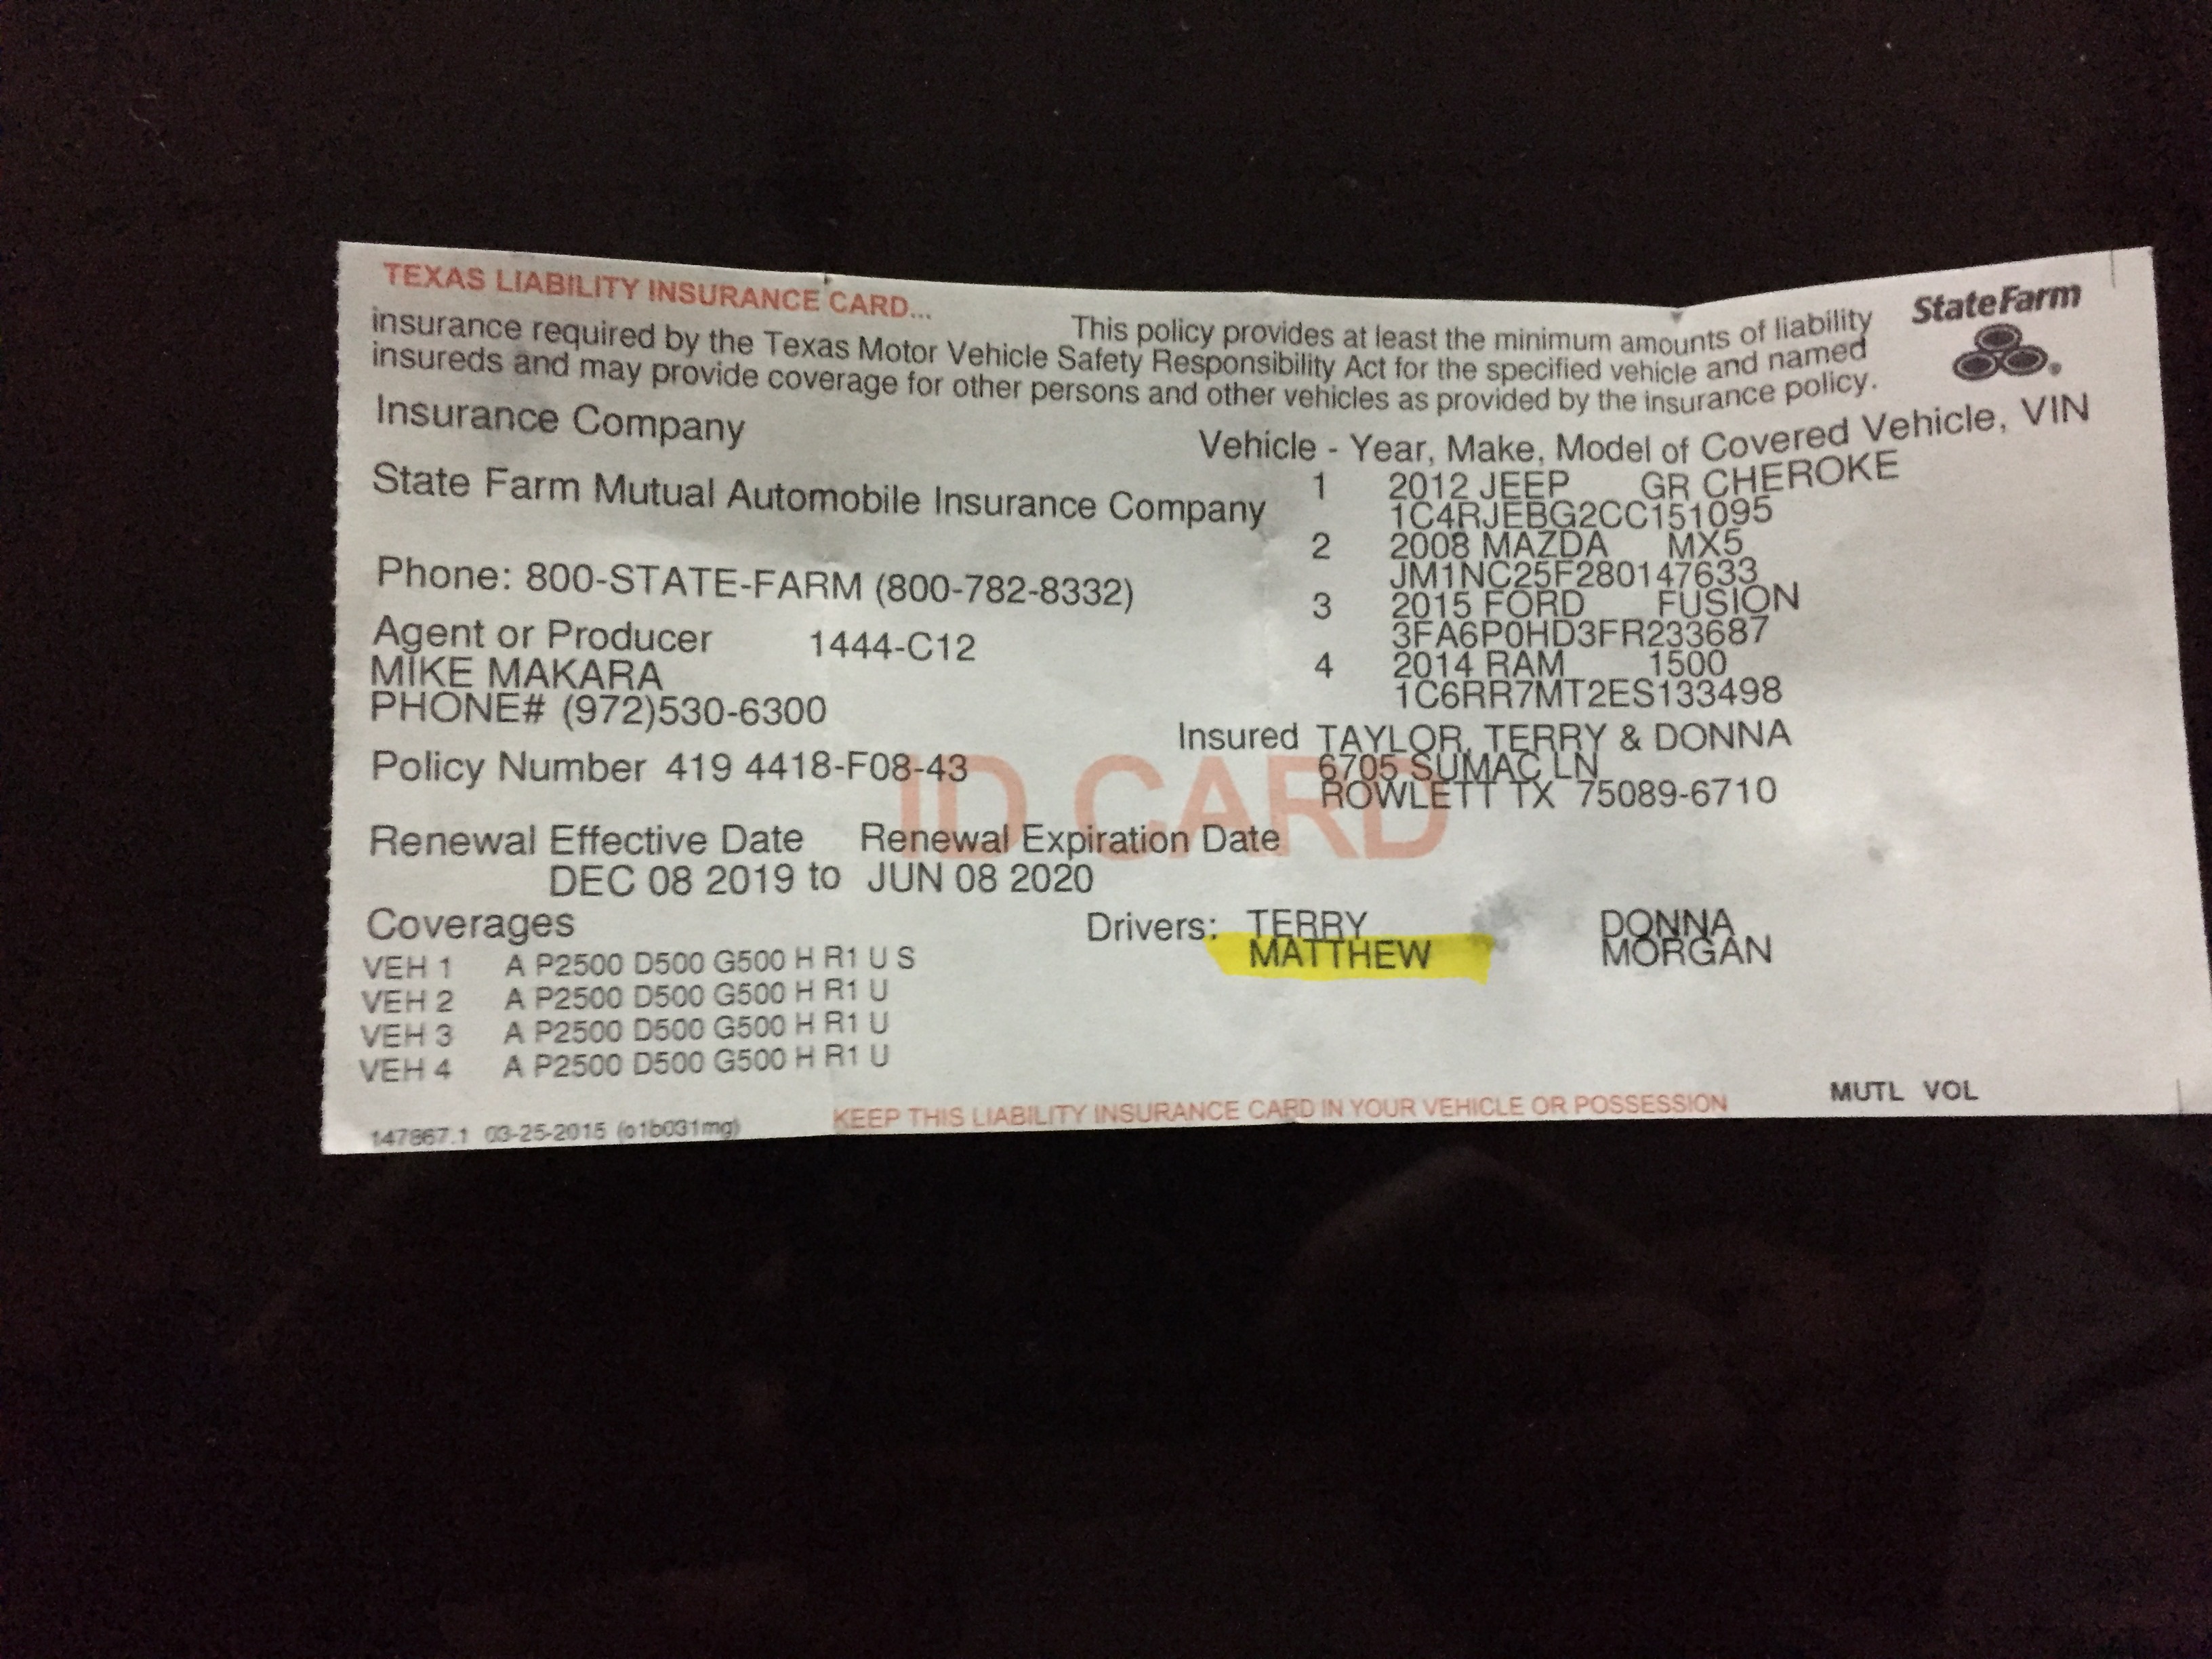 TEXAS LIABILITY INSURANCE CARD...
StateFarm
This policy provides at least the minimum amounts of liability
insurance required by the Texas Motor Vehicle Safety Responsibility Act for the specified vehicle and named
insureds and may provide coverage for other persons and other vehicles as provided by the insurance policy.
Insurance Company
State Farm Mutual Automobile Insurance Company
Phone: 800-STATE-FARM (800-782-8332)
Agent or Producer 1444-C12
MIKE MAKARA
PHONE# (972)530-6300
Policy Number 419 4418-F08-43
Vehicle - Year, Make, Model of Covered Vehicle, VIN
1 2012 JEEP GR CHEROKE
1C4RJEBG2CC151095
2 2008 MAZDA MX5
JM1NC25F280147633
3 2015 FORD FUSION
3FA6P0HD3FR233687
4 2014 RAM 1500
1C6RR7MT2ES133498
Insured TAYLOR, TERRY & DONNA
6705 SUMAC LN
ROWLETT TX 75089-6710
ID CARD
Renewal Effective Date Renewal Expiration Date
DEC 08 2019 to JUN 08 2020
Coverages
VEH 1 A P2500 D500 G500 H R1 U S
VEH 2 A P2500 D500 G500 H R1 U
VEH 3 A P2500 D500 G500 H R1 U
VEH 4 A P2500 D500 G500 H R1 U
Drivers: TERRY DONNA
MATTHEW MORGAN
MUTL VOL
147867.1 03-25-2015 (o1b031mg)
KEEP THIS LIABILITY INSURANCE CARD IN YOUR VEHICLE OR POSSESSION